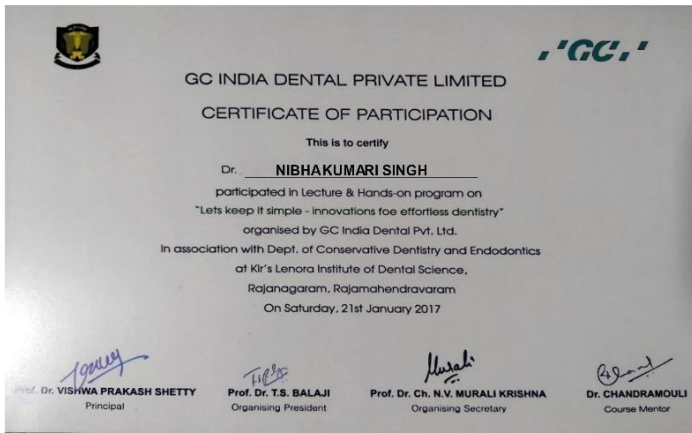 GC
GC INDIA DENTAL PRIVATE LIMITED
CERTIFICATE OF PARTICIPATION
This is to certify
Dr. NIBHAKUMARI SINGH
participated in Lecture & Hands-on program on
"Lets keep it simple - innovations foe effortless dentistry"
organised by GC India Dental Pvt. Ltd.
In association with Dept. of Conservative Dentistry and Endodontics
at Klr's Lenora Institute of Dental Science,
Rajanagaram, Rajamahendravaram
On Saturday, 21st January 2017
Prof. Dr. VISHWA PRAKASH SHETTY
Principal
Prof. Dr. T.S. BALAJI
Organising President
Prof. Dr. Ch. N.V. MURALI KRISHNA
Organising Secretary
Dr. CHANDRAMOULI
Course Mentor